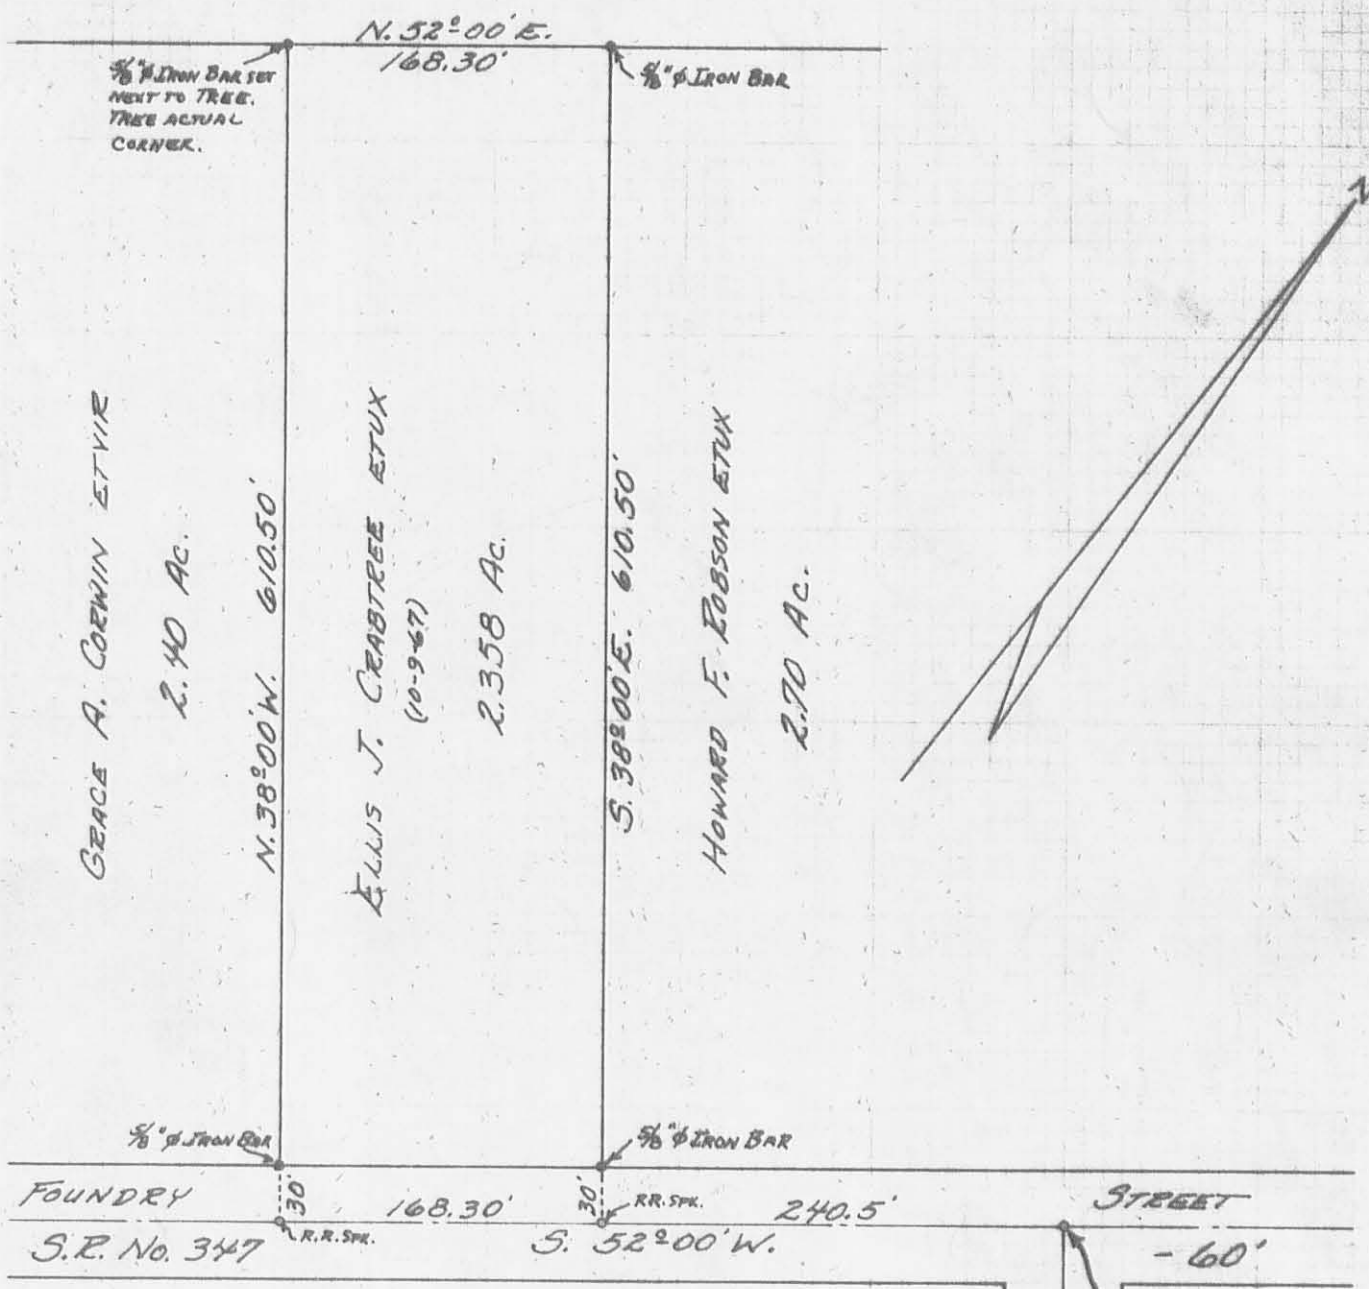 N. 52°00' E.
168.30'
5/8"ø IRON BAR SET
NEXT TO TREE.
TREE ACTUAL
CORNER.
5/8"ø IRON BAR
N
GRACE A. CORWIN ETVIR
2.40 Ac.
N. 38°00' W. 610.50'
ELLIS J. CRABTREE ETUX
(10-9-67)
2.358 Ac.
S. 38°00' E. 610.50'
HOWARD F. ROBSON ETUX
2.70 Ac.
5/8"ø IRON BAR
5/8"ø IRON BAR
FOUNDRY 30' 168.30' 30' RR. SPK. 240.5' STREET
S.R. No. 347 R.R. SPK. S. 52°00' W. - 60'